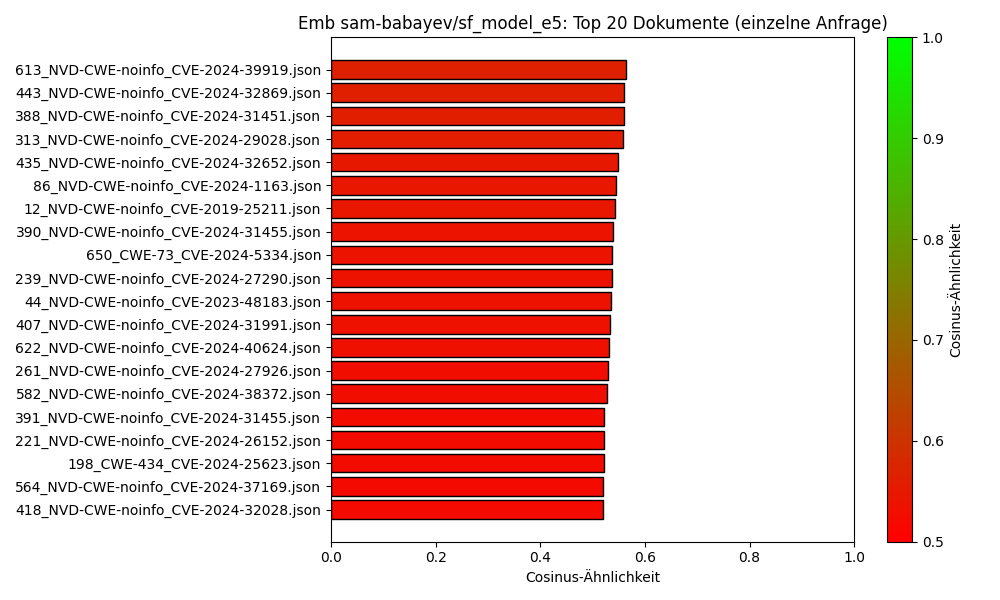 Emb sam-babayev/sf_model_e5: Top 20 Dokumente (einzelne Anfrage)
613_NVD-CWE-noinfo_CVE-2024-39919.json
443_NVD-CWE-noinfo_CVE-2024-32869.json
388_NVD-CWE-noinfo_CVE-2024-31451.json
313_NVD-CWE-noinfo_CVE-2024-29028.json
435_NVD-CWE-noinfo_CVE-2024-32652.json
86_NVD-CWE-noinfo_CVE-2024-1163.json
12_NVD-CWE-noinfo_CVE-2019-25211.json
390_NVD-CWE-noinfo_CVE-2024-31455.json
650_CWE-73_CVE-2024-5334.json
239_NVD-CWE-noinfo_CVE-2024-27290.json
44_NVD-CWE-noinfo_CVE-2023-48183.json
407_NVD-CWE-noinfo_CVE-2024-31991.json
622_NVD-CWE-noinfo_CVE-2024-40624.json
261_NVD-CWE-noinfo_CVE-2024-27926.json
582_NVD-CWE-noinfo_CVE-2024-38372.json
391_NVD-CWE-noinfo_CVE-2024-31455.json
221_NVD-CWE-noinfo_CVE-2024-26152.json
198_CWE-434_CVE-2024-25623.json
564_NVD-CWE-noinfo_CVE-2024-37169.json
418_NVD-CWE-noinfo_CVE-2024-32028.json
0.0 0.2 0.4 0.6 0.8 1.0
Cosinus-Ähnlichkeit
1.0
0.9
0.8
0.7
0.6
0.5
Cosinus-Ähnlichkeit